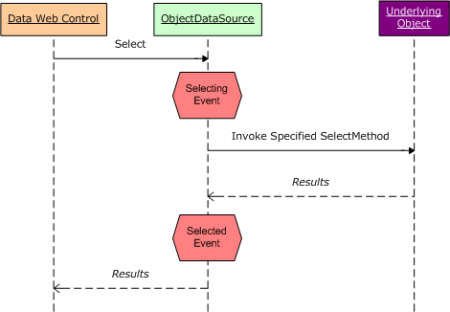 Data Web Control
ObjectDataSource
Underlying
Object
Select
Selecting
Event
Invoke Specified SelectMethod
Results
Selected
Event
Results